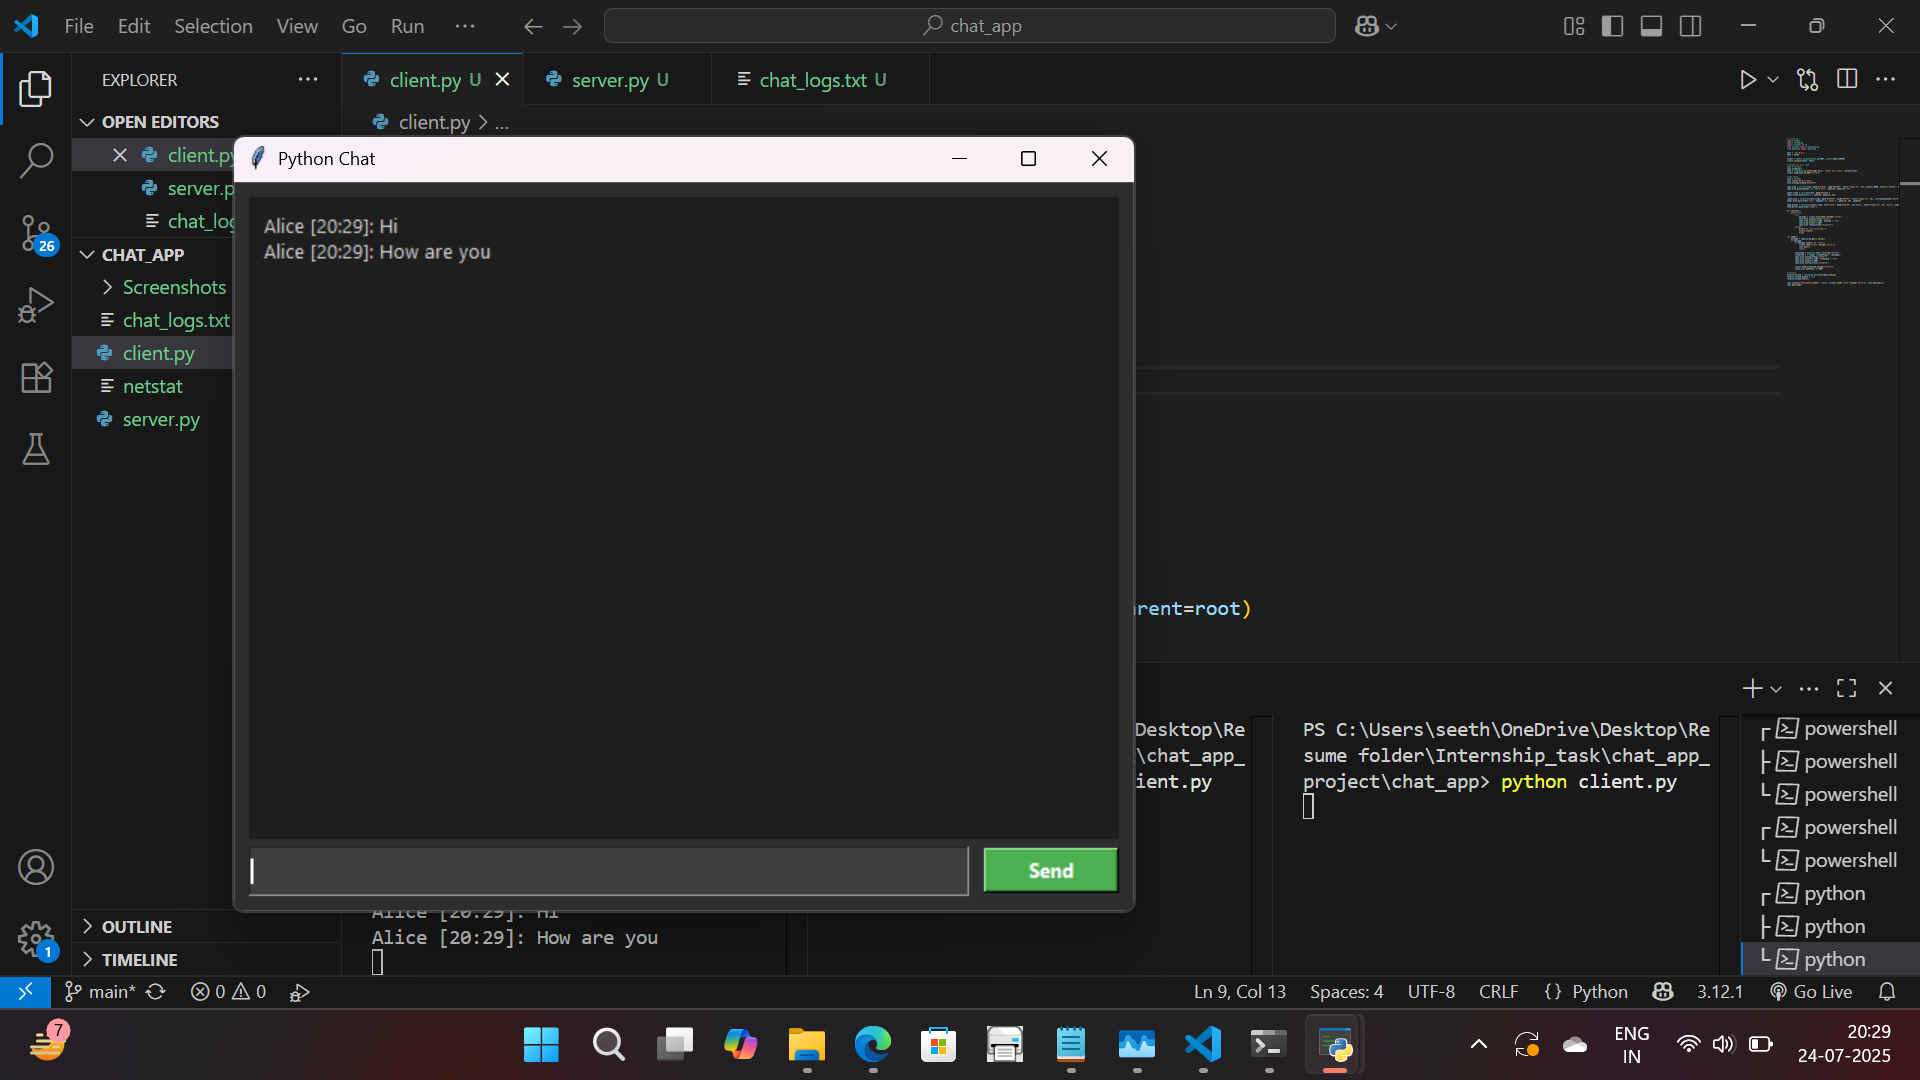 File Edit Selection View Go Run ...
chat_app
EXPLORER ...
client.py U
server.py U
chat_logs.txt U
OPEN EDITORS
client.py > ...
client.py
server.p
chat_log
26
CHAT_APP
Screenshots
chat_logs.txt
client.py
netstat
server.py
Python Chat
Alice [20:29]: Hi
Alice [20:29]: How are you
Send
rent=root)
Desktop\Re
\chat_app_
ient.py
PS C:\Users\seeth\OneDrive\Desktop\Re
sume folder\Internship_task\chat_app_
project\chat_app> python client.py
powershell
powershell
powershell
powershell
powershell
python
python
python
Alice [20:29]: Hi
Alice [20:29]: How are you
OUTLINE
1
TIMELINE
main* 0 0
Ln 9, Col 13 Spaces: 4 UTF-8 CRLF {} Python 3.12.1 Go Live
7
ENG
IN
20:29
24-07-2025